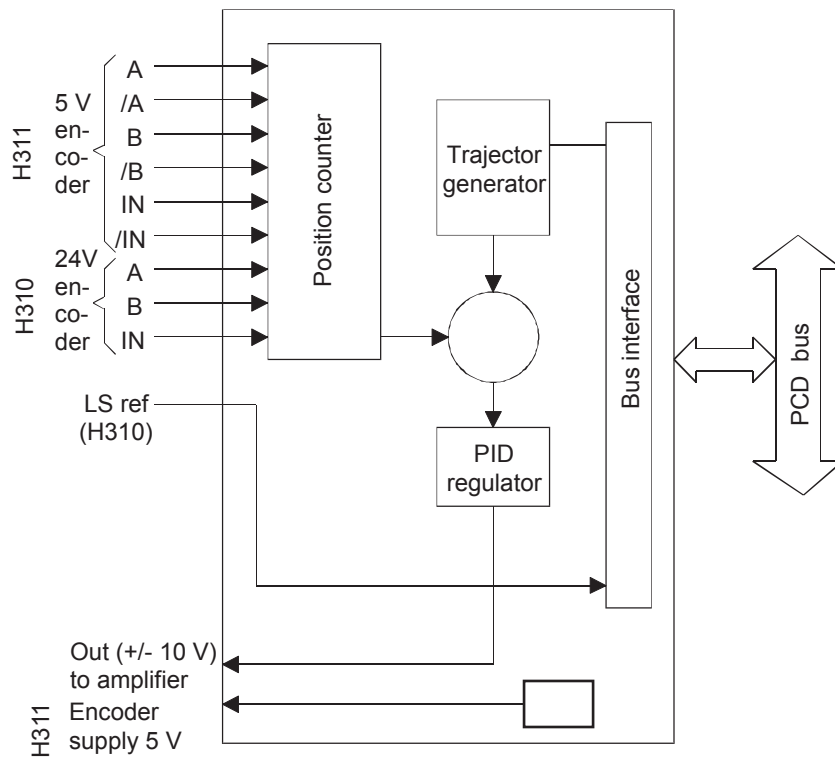 H311
5 V
en-
co-
der
A
/A
B
/B
IN
/IN
H310
24V
en-
co-
der
A
B
IN
Position counter
Trajector
generator
Bus interface
PCD bus
LS ref
(H310)
PID
regulator
Out (+/- 10 V)
to amplifier
H311
Encoder
supply 5 V